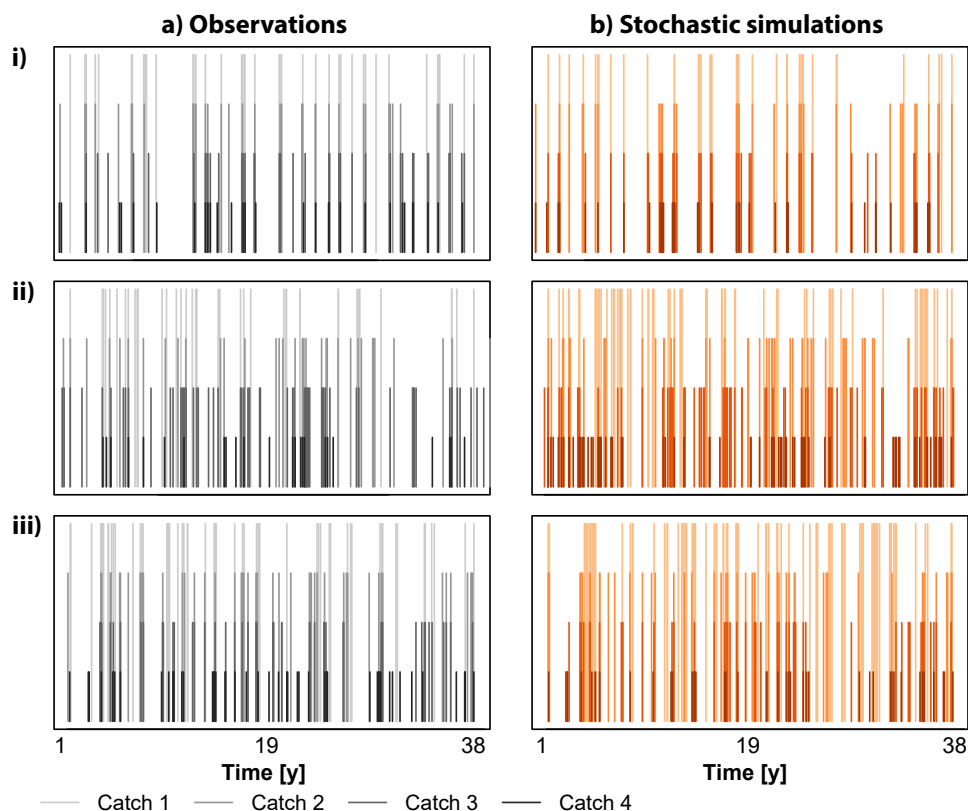 a) Observations
b) Stochastic simulations
i)
ii)
iii)
1 19 38
1 19 38
Time [y]
Time [y]
Catch 1 Catch 2 Catch 3 Catch 4